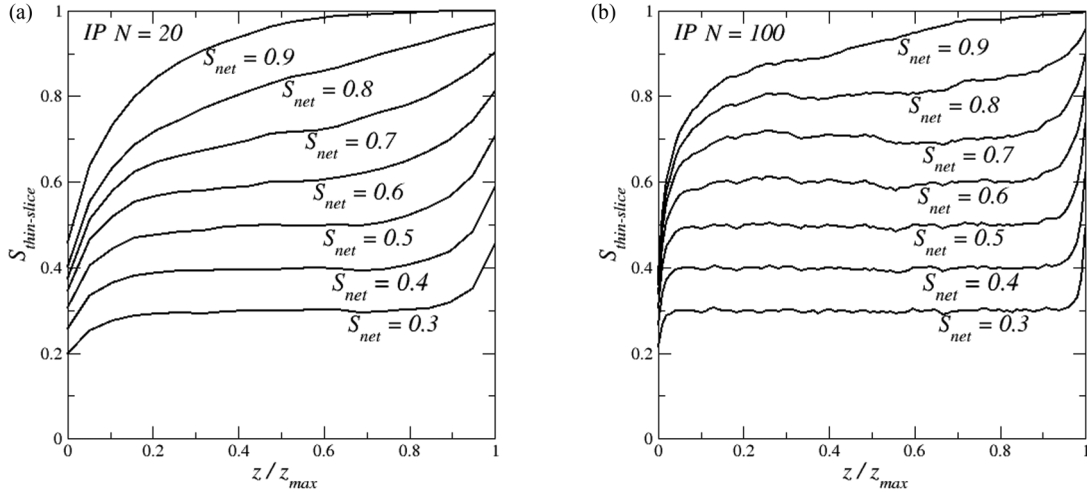 (a)
IP N = 20
S_net = 0.9
S_net = 0.8
S_net = 0.7
S_net = 0.6
S_net = 0.5
S_net = 0.4
S_net = 0.3
1
0.8
0.6
0.4
0.2
0
S_thin-slice
0
0.2
0.4
0.6
0.8
1
z / z_max
(b)
IP N = 100
S_net = 0.9
S_net = 0.8
S_net = 0.7
S_net = 0.6
S_net = 0.5
S_net = 0.4
S_net = 0.3
1
0.8
0.6
0.4
0.2
0
S_thin-slice
0
0.2
0.4
0.6
0.8
1
z / z_max